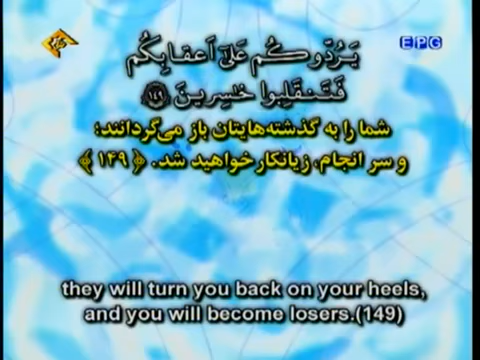 EPG
يَرُدُّوكُمْ عَلَىٰٓ أَعْقَابِكُمْ
فَتَنقَلِبُوا خَٰسِرِينَ ﴿١٤٩﴾
شما را به گذشته‌هایتان باز می‌گردانند؛
و سر انجام، زیانکار خواهید شد. ﴿۱۴۹﴾
they will turn you back on your heels,
and you will become losers.(149)